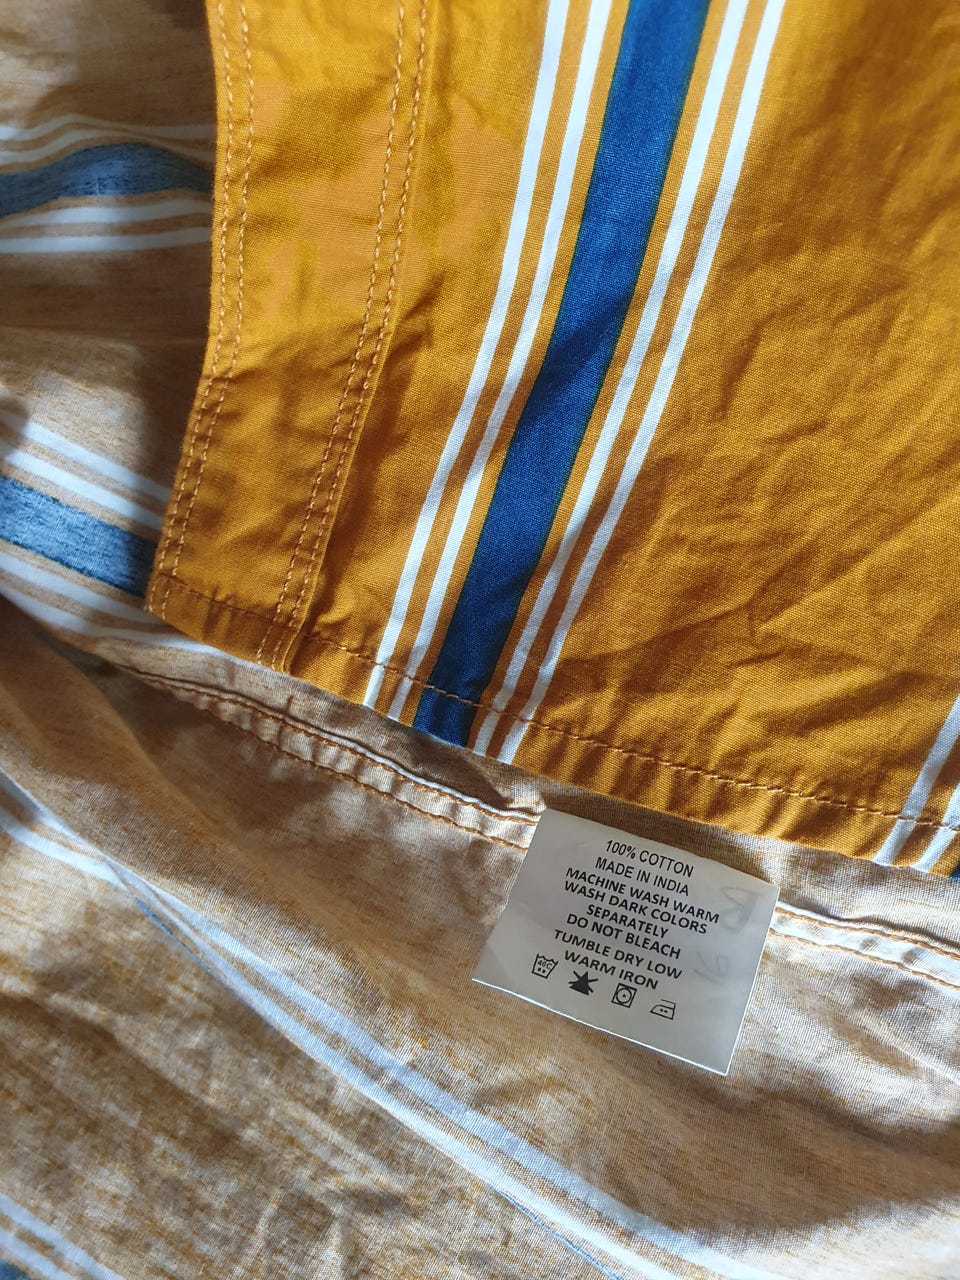 100% COTTON
MADE IN INDIA
MACHINE WASH WARM
WASH DARK COLORS
SEPARATELY
DO NOT BLEACH
TUMBLE DRY LOW
WARM IRON
40C